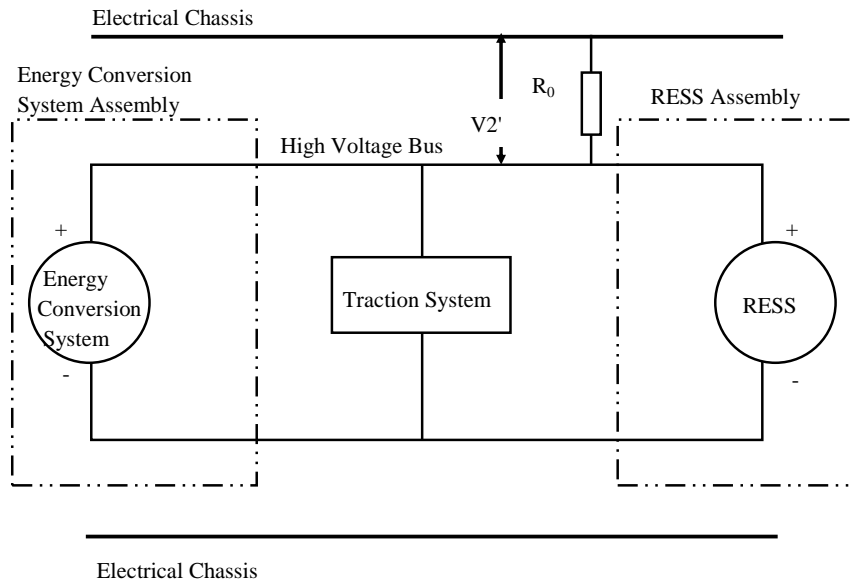 Electrical Chassis
Energy Conversion
System Assembly
R0
RESS Assembly
V2'
High Voltage Bus
+
+
Energy
Conversion
System
Traction System
RESS
-
-
Electrical Chassis